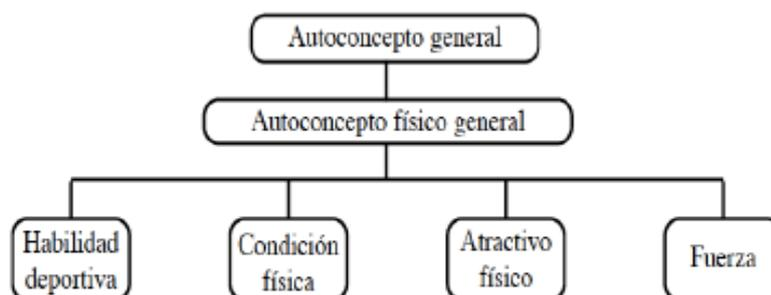 Autoconcepto general
Autoconcepto físico general
Habilidad
deportiva
Condición
física
Atractivo
físico
Fuerza